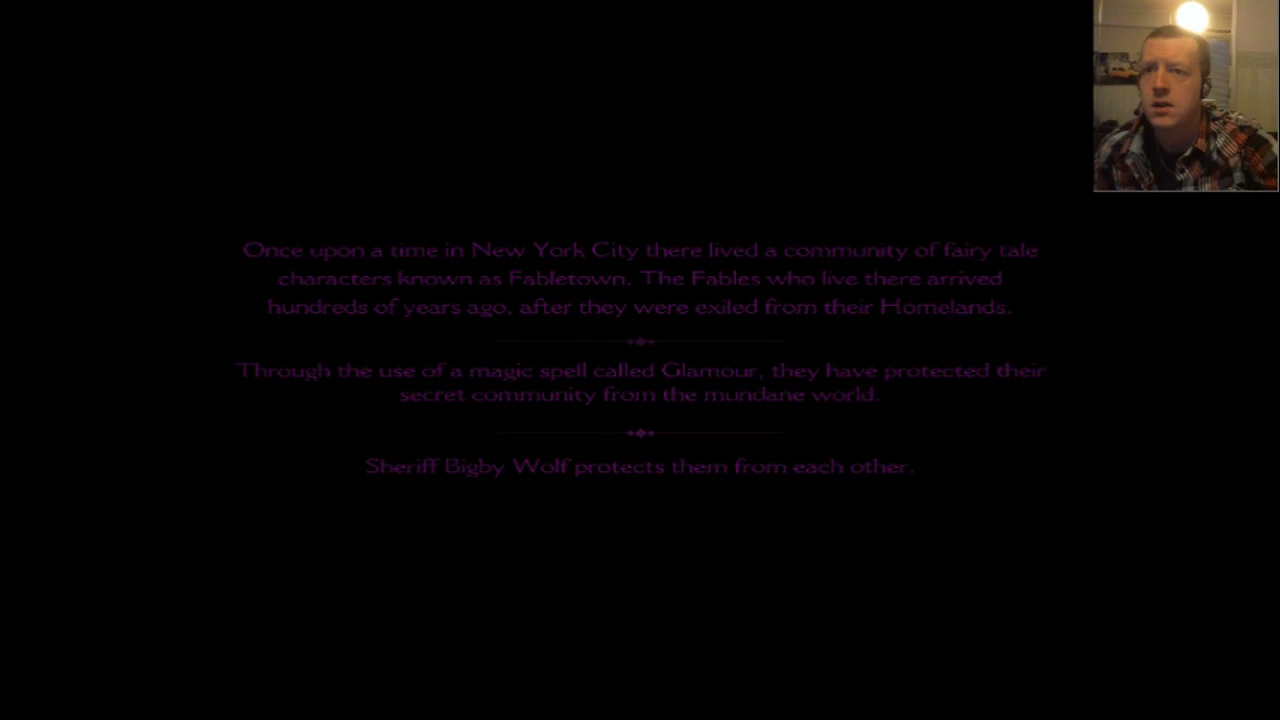 Once upon a time in New York City there lived a community of fairy tale
characters known as Fabletown. The Fables who live there arrived
hundreds of years ago, after they were exiled from their Homelands.
Through the use of a magic spell called Glamour, they have protected their
secret community from the mundane world.
Sheriff Bigby Wolf protects them from each other.